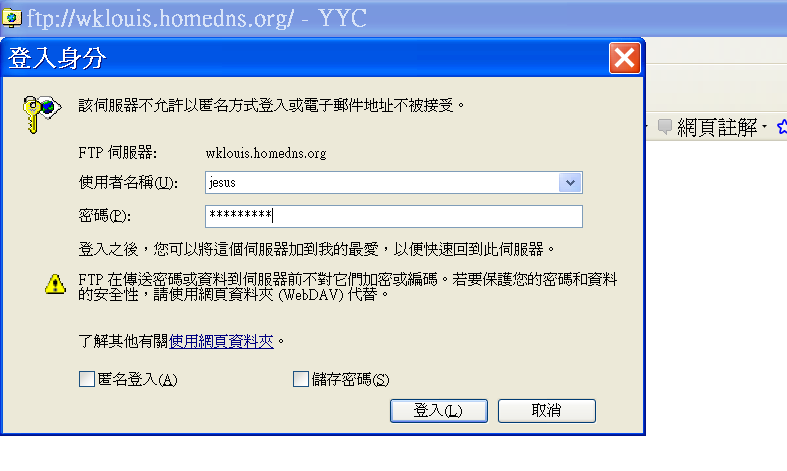 ftp://wklouis.homedns.org/ - YYC
登入身分
該伺服器不允許以匿名方式登入或電子郵件地址不被接受。
網頁註解
FTP 伺服器: wklouis.homedns.org
使用者名稱(U): jesus
密碼(P): *********
登入之後，您可以將這個伺服器加到我的最愛，以便快速回到此伺服器。
FTP 在傳送密碼或資料到伺服器前不對它們加密或編碼。若要保護您的密碼和資料
的安全性，請使用網頁資料夾 (WebDAV) 代替。
了解其他有關使用網頁資料夾。
匿名登入(A) 儲存密碼(S)
登入(L) 取消